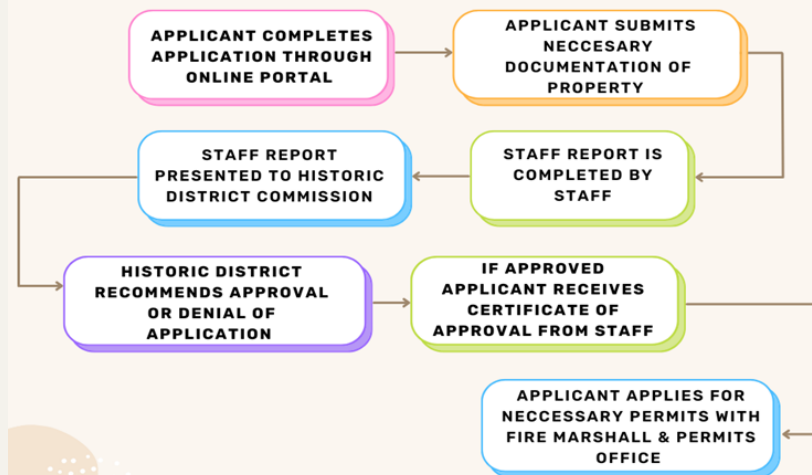 APPLICANT COMPLETES
APPLICATION THROUGH
ONLINE PORTAL
APPLICANT SUBMITS
NECCESARY
DOCUMENTATION OF
PROPERTY
STAFF REPORT IS
COMPLETED BY
STAFF
STAFF REPORT
PRESENTED TO HISTORIC
DISTRICT COMMISSION
HISTORIC DISTRICT
RECOMMENDS APPROVAL
OR DENIAL OF
APPLICATION
IF APPROVED
APPLICANT RECEIVES
CERTIFICATE OF
APPROVAL FROM STAFF
APPLICANT APPLIES FOR
NECCESSARY PERMITS WITH
FIRE MARSHALL & PERMITS
OFFICE